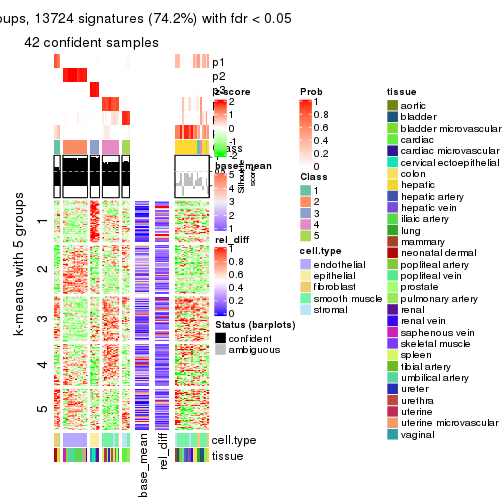 oups, 13724 signatures (74.2%) with fdr < 0.05
42 confident samples
p1
p2
z-score
2
1
0
-1
-2
Silhouette
score
base_mean
5
4
3
2
1
rel_diff
1
0.8
0.6
0.4
0.2
0
Status (barplots)
confident
ambiguous
k-means with 5 groups
1
2
3
4
5
cell.type
tissue
base_mean
rel_diff
Prob
1
0.8
0.6
0.4
0.2
0
Class
1
2
3
4
5
cell.type
endothelial
epithelial
fibroblast
smooth muscle
stromal
tissue
aortic
bladder
bladder microvascular
cardiac
cardiac microvascular
cervical ectoepithelial
colon
hepatic
hepatic artery
hepatic vein
iliac artery
lung
mammary
neonatal dermal
popliteal artery
popliteal vein
prostate
pulmonary artery
renal
renal vein
saphenous vein
skeletal muscle
spleen
tibial artery
umbilical artery
ureter
urethra
uterine
uterine microvascular
vaginal